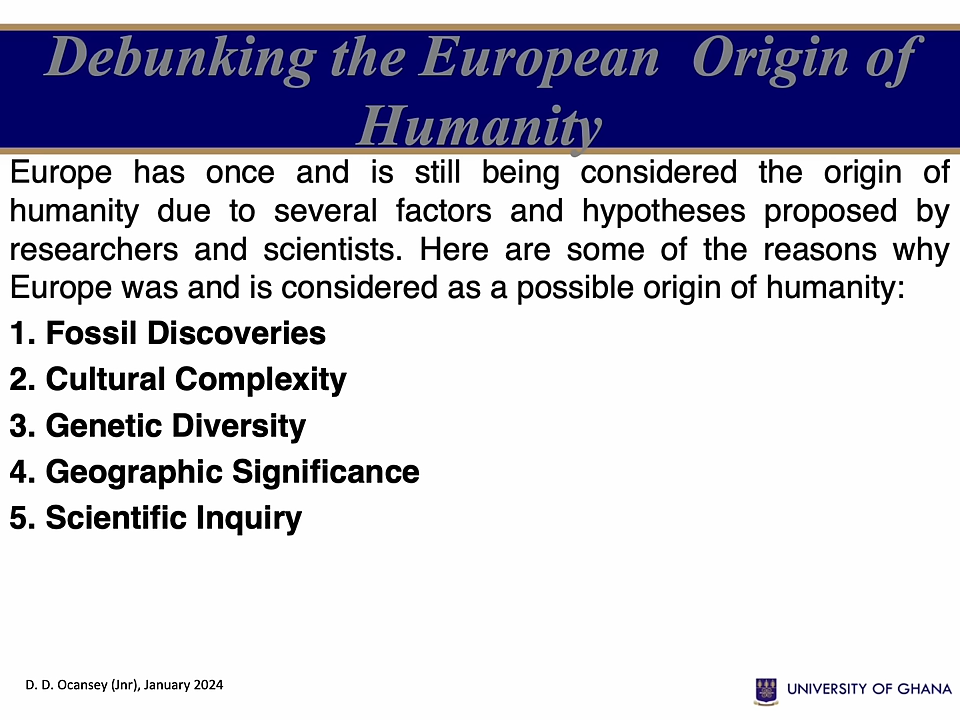 Debunking the European Origin of
Humanity
Europe has once and is still being considered the origin of
humanity due to several factors and hypotheses proposed by
researchers and scientists. Here are some of the reasons why
Europe was and is considered as a possible origin of humanity:
1. Fossil Discoveries
2. Cultural Complexity
3. Genetic Diversity
4. Geographic Significance
5. Scientific Inquiry
D. D. Ocansey (Jnr), January 2024
UNIVERSITY OF GHANA